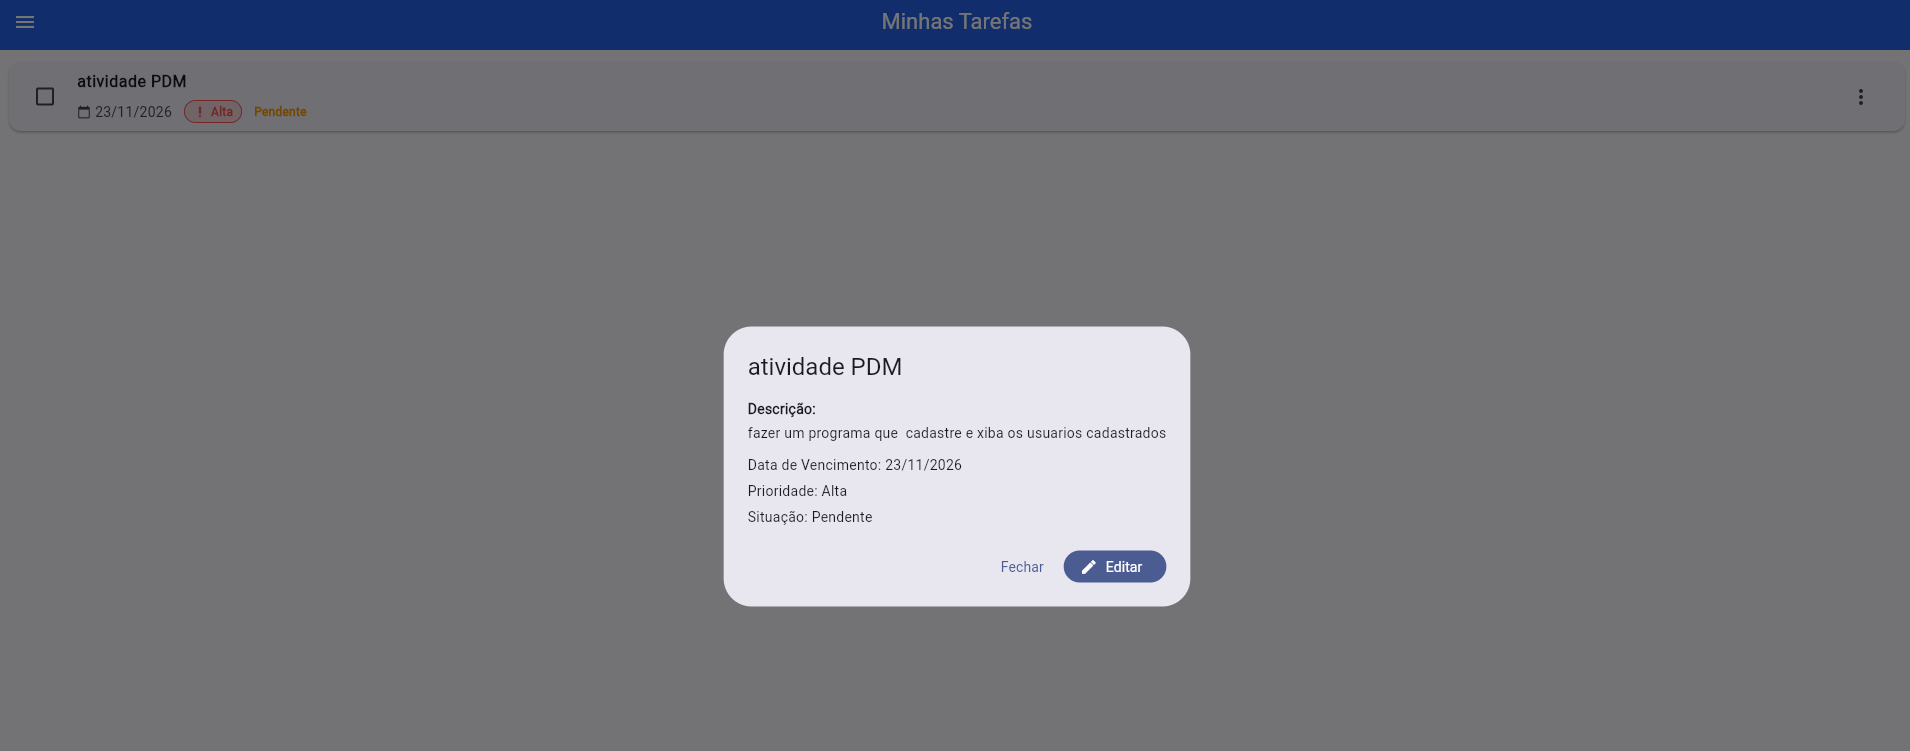 Minhas Tarefas
atividade PDM
23/11/2026 ! Alta Pendente
atividade PDM
Descrição:
fazer um programa que  cadastre e xiba os usuarios cadastrados
Data de Vencimento: 23/11/2026
Prioridade: Alta
Situação: Pendente
Fechar Editar